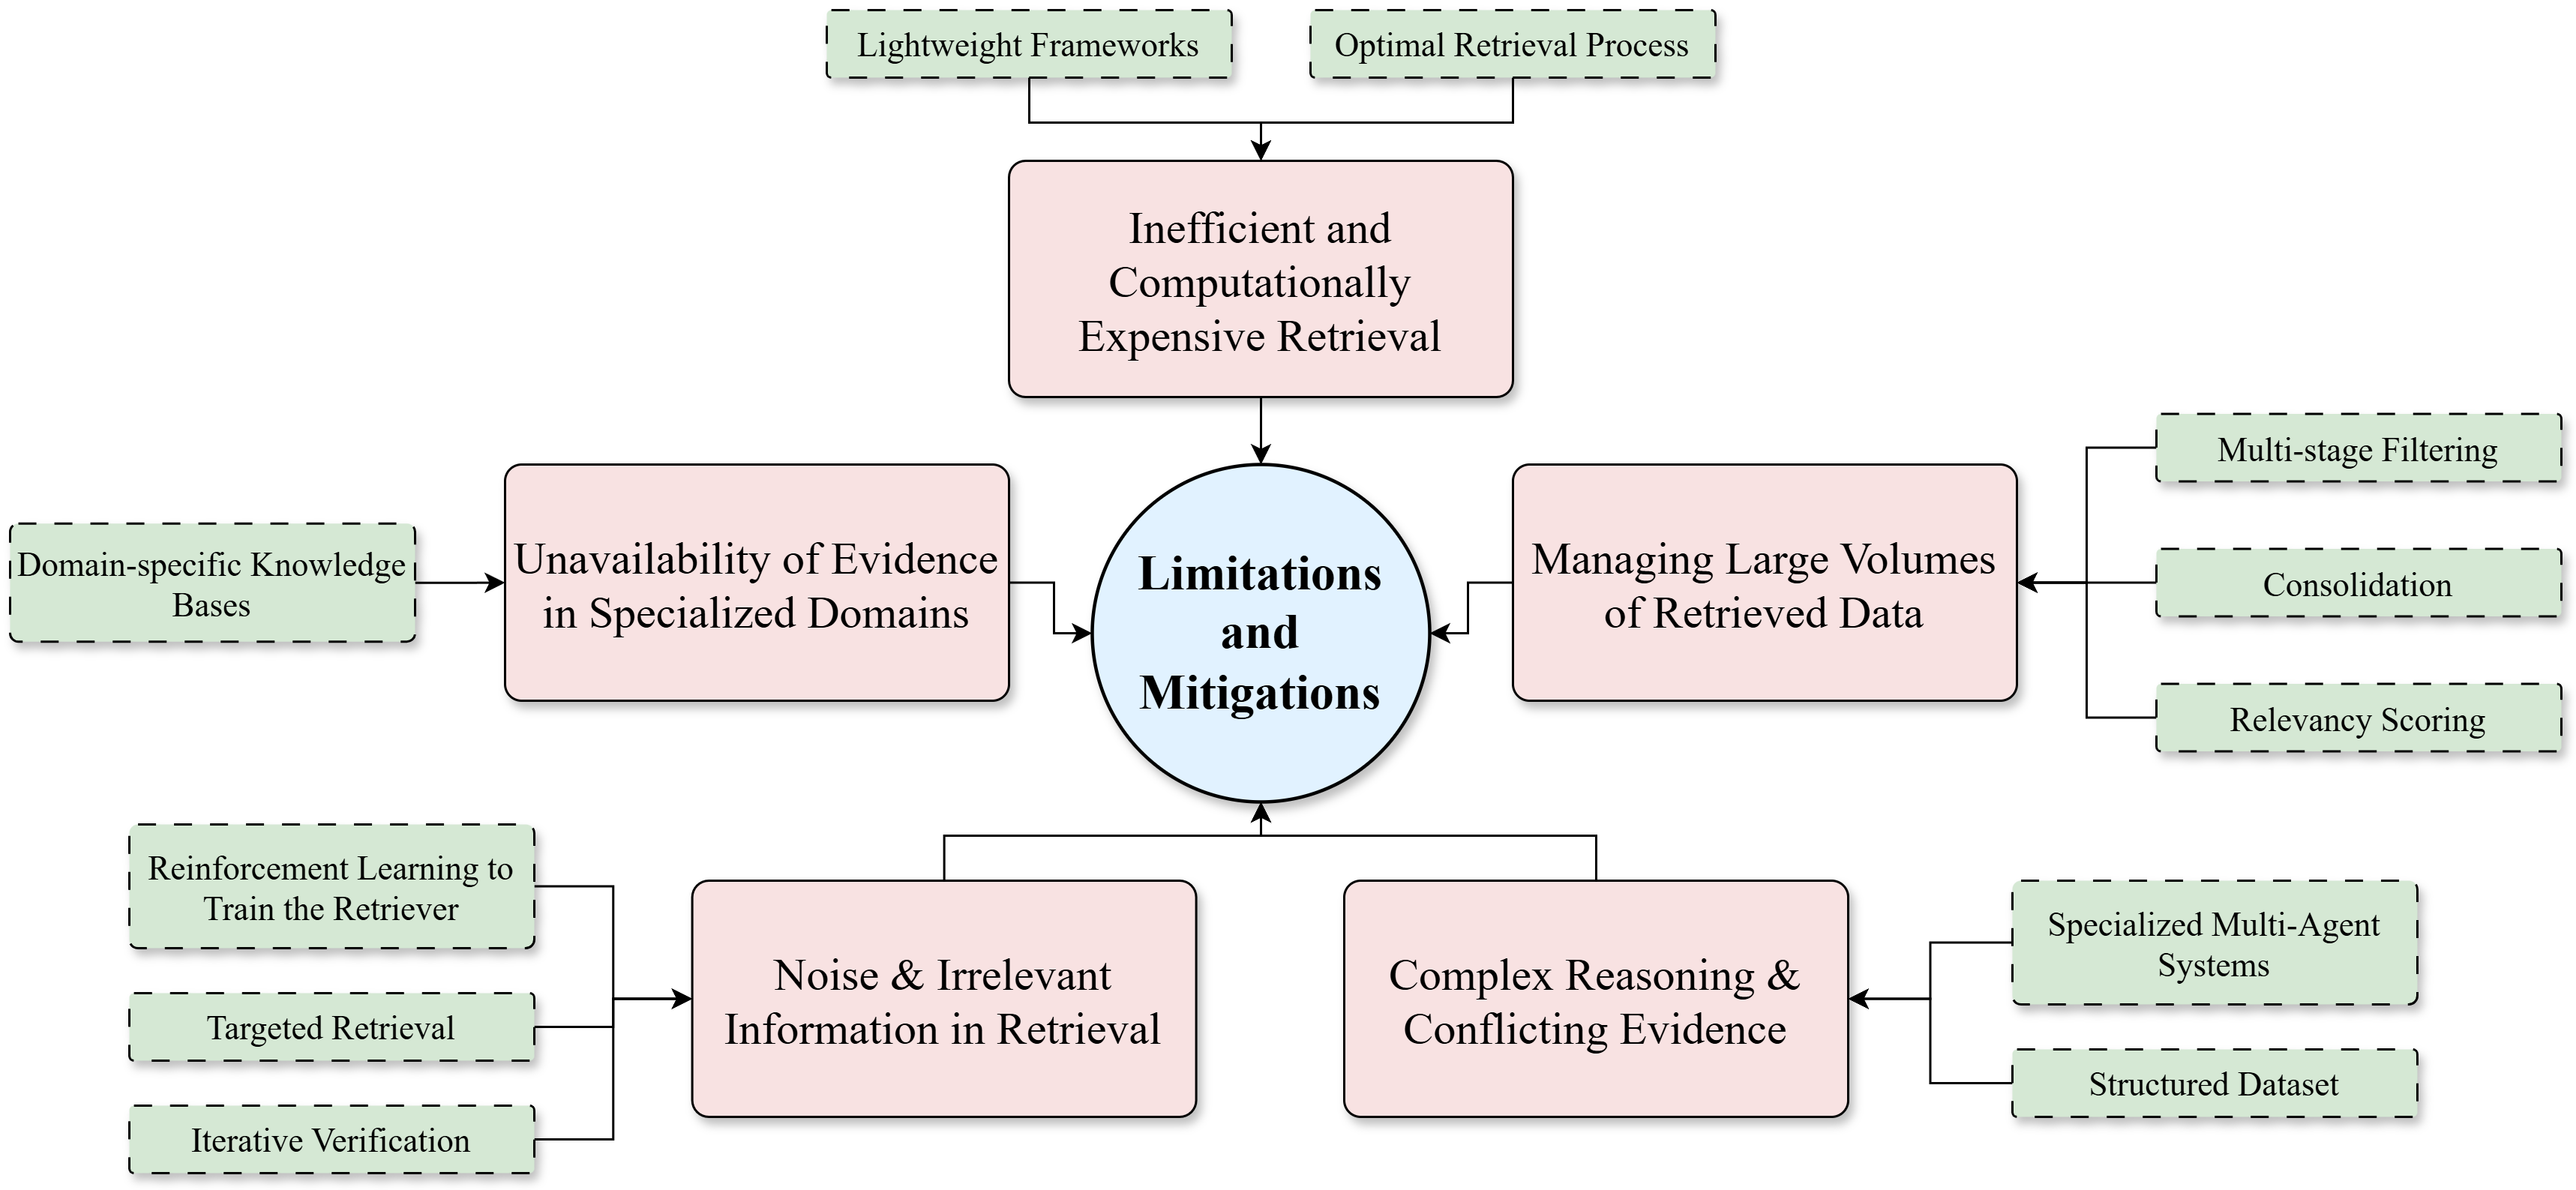 Lightweight Frameworks
Optimal Retrieval Process
Inefficient and
Computationally
Expensive Retrieval
Domain-specific Knowledge
Bases
Unavailability of Evidence
in Specialized Domains
Limitations
and
Mitigations
Managing Large Volumes
of Retrieved Data
Multi-stage Filtering
Consolidation
Relevancy Scoring
Reinforcement Learning to
Train the Retriever
Targeted Retrieval
Iterative Verification
Noise & Irrelevant
Information in Retrieval
Complex Reasoning &
Conflicting Evidence
Specialized Multi-Agent
Systems
Structured Dataset